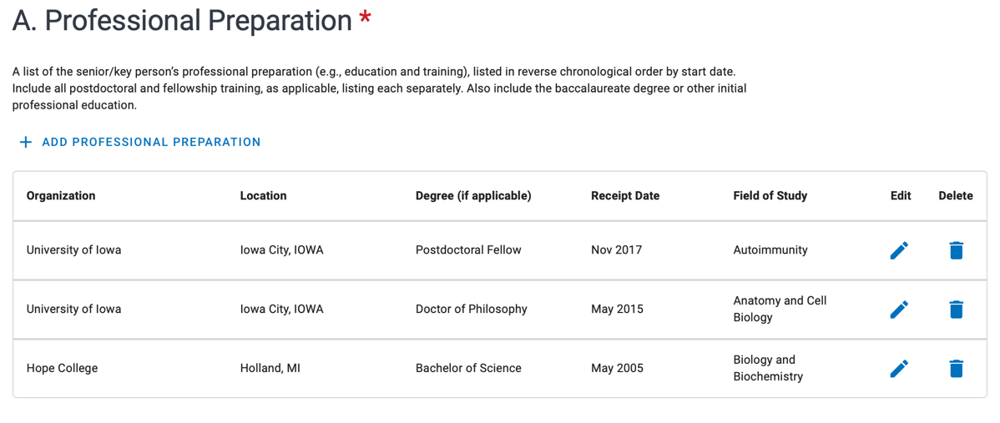 A. Professional Preparation *
A list of the senior/key person's professional preparation (e.g., education and training), listed in reverse chronological order by start date.
Include all postdoctoral and fellowship training, as applicable, listing each separately. Also include the baccalaureate degree or other initial
professional education.
+ ADD PROFESSIONAL PREPARATION
Organization Location Degree (if applicable) Receipt Date Field of Study Edit Delete
University of Iowa Iowa City, IOWA Postdoctoral Fellow Nov 2017 Autoimmunity
University of Iowa Iowa City, IOWA Doctor of Philosophy May 2015 Anatomy and Cell
Biology
Hope College Holland, MI Bachelor of Science May 2005 Biology and
Biochemistry